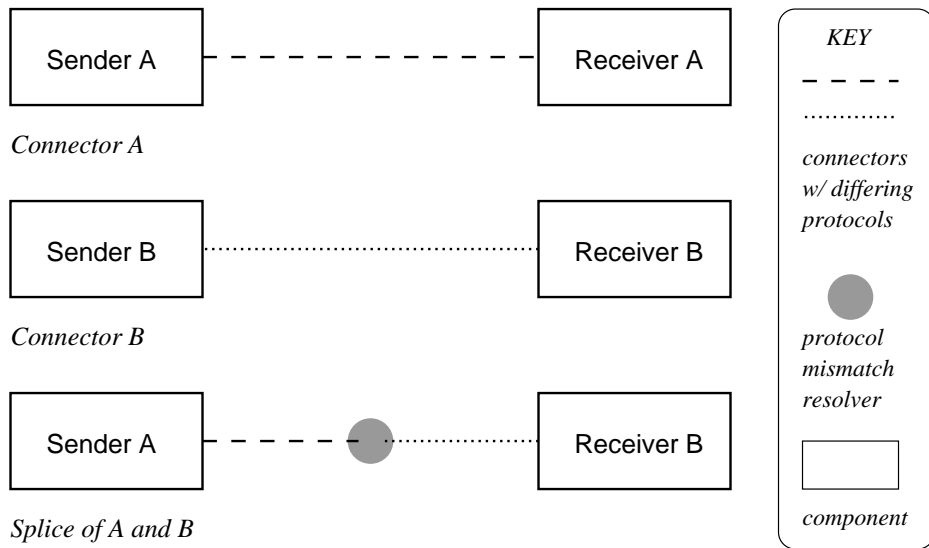 Sender A
Receiver A
Connector A
Sender B
Receiver B
Connector B
Sender A
Receiver B
Splice of A and B
KEY
connectors
w/ differing
protocols
protocol
mismatch
resolver
component